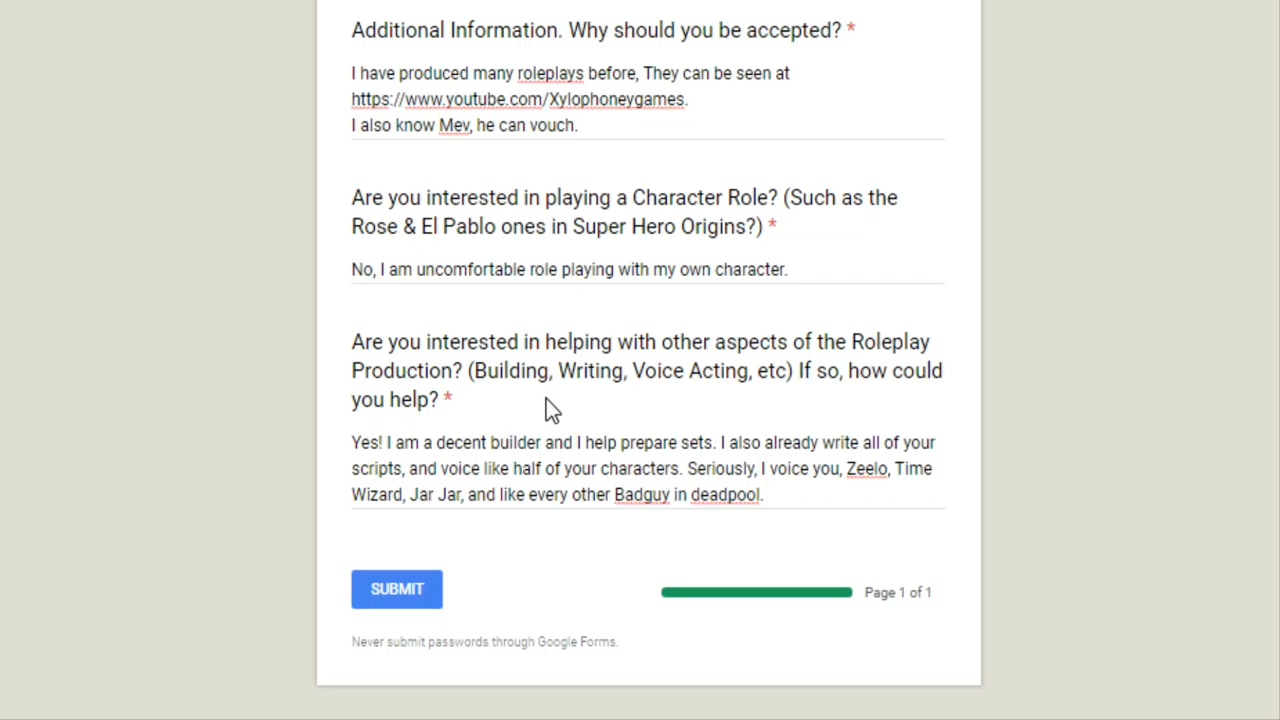 Additional Information. Why should you be accepted? *
I have produced many roleplays before, They can be seen at
https://www.youtube.com/Xylophoneygames.
I also know Mev, he can vouch.
Are you interested in playing a Character Role? (Such as the
Rose & El Pablo ones in Super Hero Origins?) *
No, I am uncomfortable role playing with my own character.
Are you interested in helping with other aspects of the Roleplay
Production? (Building, Writing, Voice Acting, etc) If so, how could
you help? *
Yes! I am a decent builder and I help prepare sets. I also already write all of your
scripts, and voice like half of your characters. Seriously, I voice you, Zeelo, Time
Wizard, Jar Jar, and like every other Badguy in deadpool.
SUBMIT
Page 1 of 1
Never submit passwords through Google Forms.